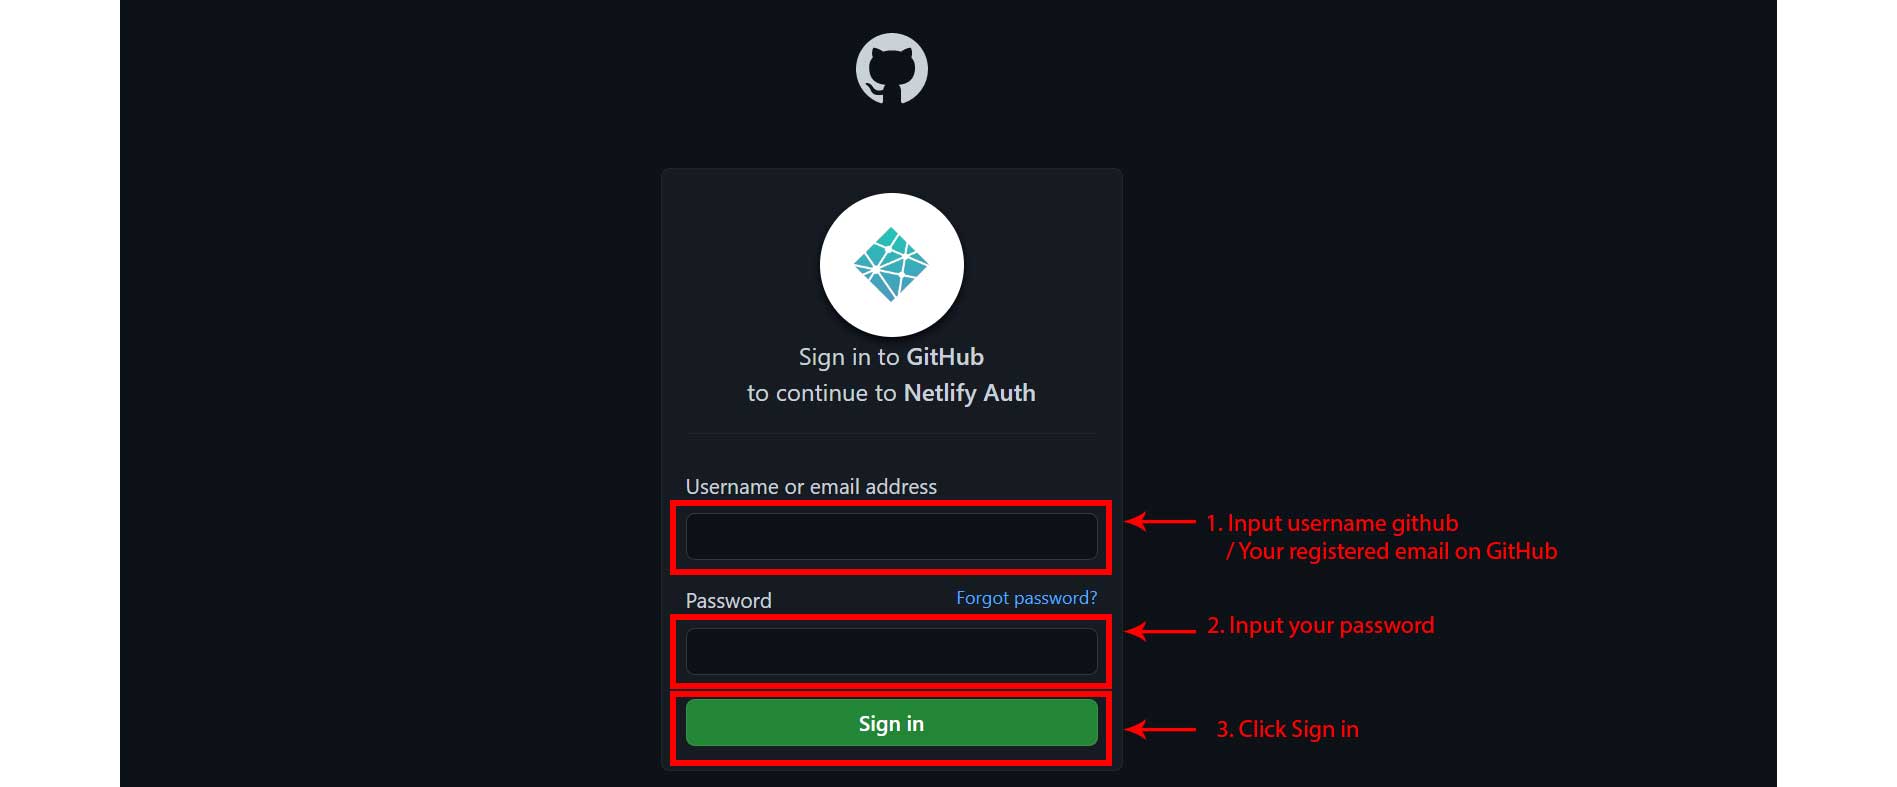 Sign in to GitHub
to continue to Netlify Auth
Username or email address
1. Input username github
/ Your registered email on GitHub
Password
Forgot password?
2. Input your password
Sign in
3. Click Sign in